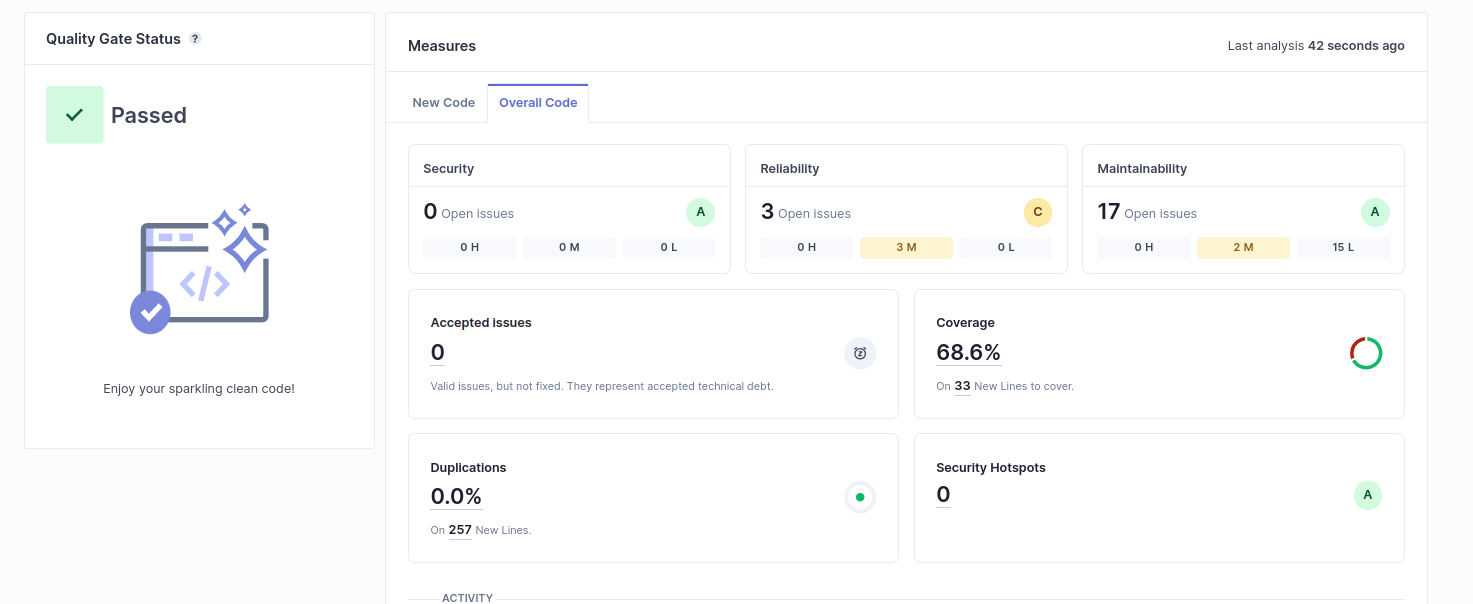 Quality Gate Status ?
Passed
Enjoy your sparkling clean code!
Measures
Last analysis 42 seconds ago
New Code
Overall Code
Security
0 Open issues
A
0 H
0 M
0 L
Reliability
3 Open issues
C
0 H
3 M
0 L
Maintainability
17 Open issues
A
0 H
2 M
15 L
Accepted issues
0
Valid issues, but not fixed. They represent accepted technical debt.
Coverage
68.6%
On 33 New Lines to cover.
Duplications
0.0%
On 257 New Lines.
Security Hotspots
0
A
ACTIVITY